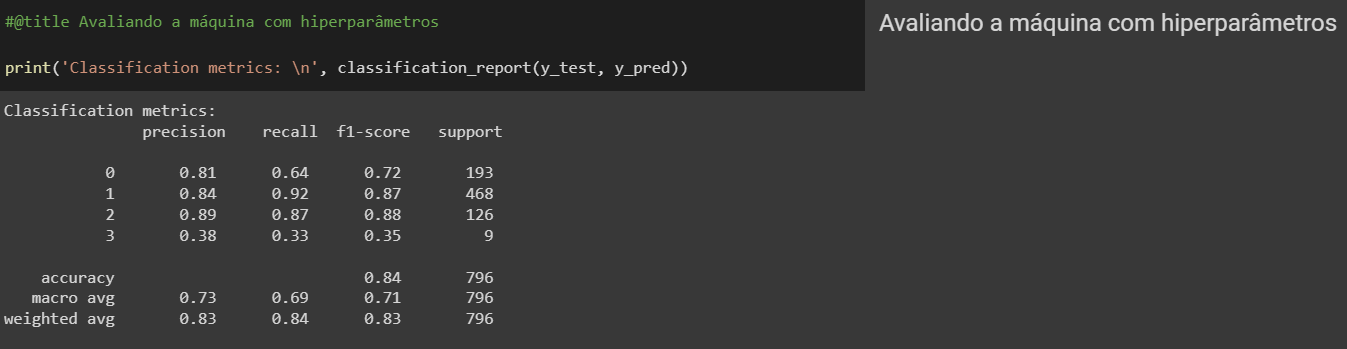 #@title Avaliando a máquina com hiperparâmetros
print('Classification metrics: \n', classification_report(y_test, y_pred))
Avaliando a máquina com hiperparâmetros
Classification metrics:
precision recall f1-score support
0 0.81 0.64 0.72 193
1 0.84 0.92 0.87 468
2 0.89 0.87 0.88 126
3 0.38 0.33 0.35 9
accuracy 0.84 796
macro avg 0.73 0.69 0.71 796
weighted avg 0.83 0.84 0.83 796